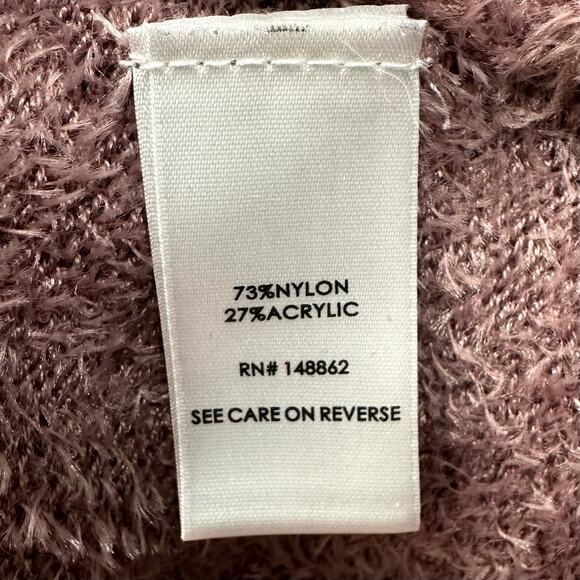 73%NYLON
27%ACRYLIC
RN# 148862
SEE CARE ON REVERSE